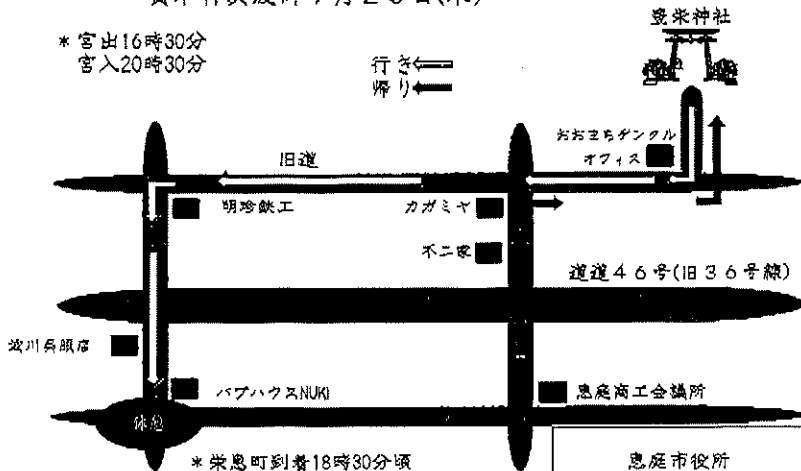 豊栄神社
*宮出16時30分
宮入20時30分
行き
帰り
おおまちデンタル
オフィス
旧道
明珍鉄工
カガミヤ
不二家
道道46号(旧36号線)
呉服店
パブハウスNUKI
恵庭商工会議所
休憩
*栄恵町到着18時30分頃
恵庭市役所